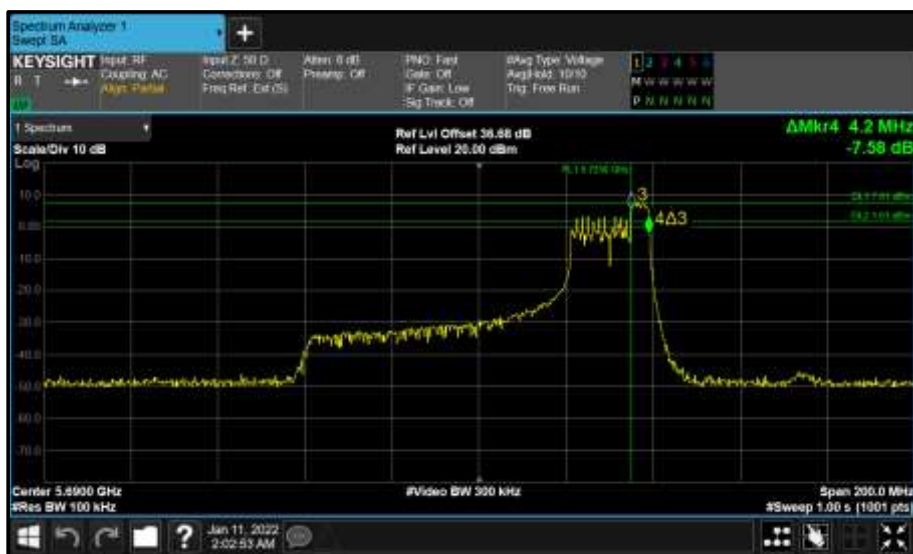 Spectrum Analyzer 1
Swept SA
+
KEYSIGHT
R T
Input: RF
Coupling: AC
Align: Partial
Input Z: 50 Ω
Corrections: Off
Freq Ref: Ext (S)
Atten: 0 dB
Preamp: Off
PNO: Fast
Gate: Off
IF Gain: Low
Sig Track: Off
#Avg Type: Voltage
Avg|Hold: 10/10
Trig: Free Run
1 2 3 4 5 6
M W W W W W
P N N N N N
1 Spectrum
Scale/Div 10 dB
Log
Ref Lvl Offset 36.68 dB
Ref Level 20.00 dBm
ΔMkr4 4.2 MHz
-7.58 dB
10.0
0.00
-10.0
-20.0
-30.0
-40.0
-50.0
-60.0
-70.0
3
4Δ3
Center 5.6900 GHz
#Res BW 100 kHz
#Video BW 300 kHz
Span 200.0 MHz
#Sweep 1.00 s (1001 pts)
?
Jan 11, 2022
2:02:53 AM